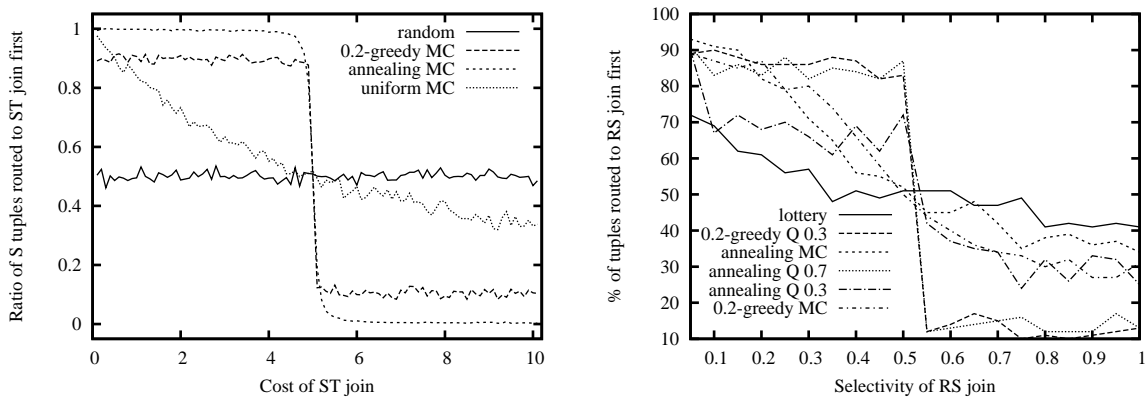 Ratio of S tuples routed to ST join first
1
0.8
0.6
0.4
0.2
0
random
0.2-greedy MC
annealing MC
uniform MC
0 2 4 6 8 10
Cost of ST join
% of tuples routed to RS join first
100
90
80
70
60
50
40
30
20
10
lottery
0.2-greedy Q 0.3
annealing MC
annealing Q 0.7
annealing Q 0.3
0.2-greedy MC
0.1 0.2 0.3 0.4 0.5 0.6 0.7 0.8 0.9 1
Selectivity of RS join